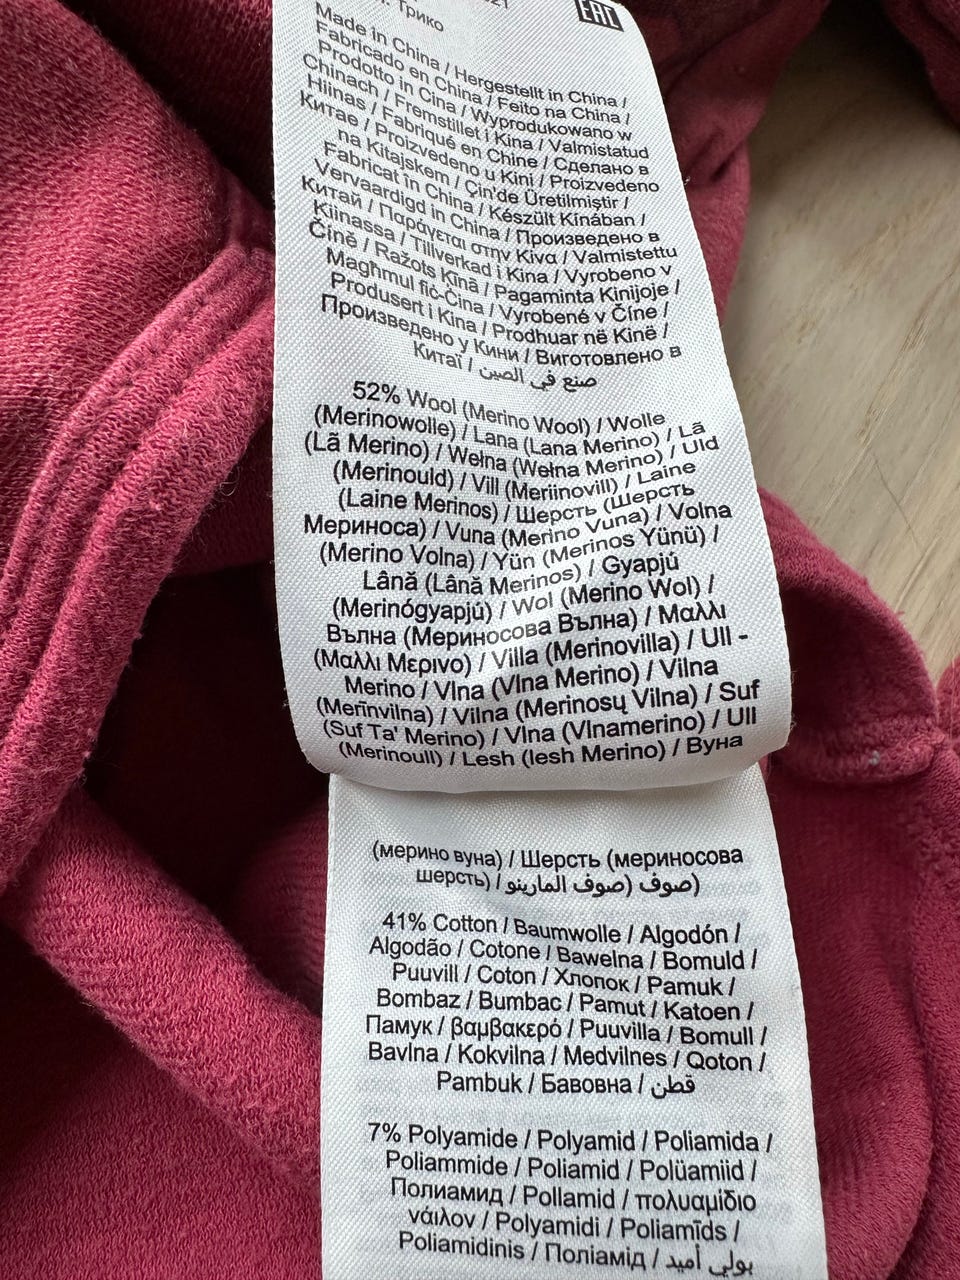 Трико
EAC
Made in China / Hergestellt in China /
Fabricado en China / Feito na China /
Prodotto in Cina / Wyprodukowano w
Chinach / Fremstillet i Kina / Valmistatud
Hiinas / Fabriqué en Chine / Сделано в
Китае / Proizvedeno u Kini / Proizvedeno
na Kitajskem / Çin'de Üretilmiştir /
Fabricat în China / Készült Kínában /
Vervaardigd in China / Произведено в
Китай / Παράγεται στην Κίνα / Valmistettu
Kiinassa / Tillverkad i Kina / Vyrobeno v
Číně / Ražots Ķīnā / Pagaminta Kinijoje /
Magħmul fiċ-Ċina / Vyrobené v Číne /
Produsert i Kina / Prodhuar në Kinë /
Произведено у Кини / Виготовлено в
Китаї / صنع في الصين
52% Wool (Merino Wool) / Wolle
(Merinowolle) / Lana (Lana Merino) / Lã
(Lã Merino) / Wełna (Wełna Merino) / Uld
(Merinould) / Vill (Meriinovill) / Laine
(Laine Merinos) / Шерсть (Шерсть
Мериноса) / Vuna (Merino Vuna) / Volna
(Merino Volna) / Yün (Merinos Yünü) /
Lână (Lână Merinos) / Gyapjú
(Merinógyapjú) / Wol (Merino Wol) /
Вълна (Мериносова Вълна) / Μαλλι
(Μαλλι Μερινο) / Villa (Merinovilla) / Ull -
Merino / Vlna (Vlna Merino) / Vilna
(Merīnvilna) / Vilna (Merinosų Vilna) / Suf
(Suf Ta' Merino) / Vlna (Vlnamerino) / Ull
(Merinoull) / Lesh (lesh Merino) / Вуна
(мерино вуна) / Шерсть (мериносова
шерсть) / صوف (صوف المارينو)
41% Cotton / Baumwolle / Algodón /
Algodão / Cotone / Bawełna / Bomuld /
Puuvill / Coton / Хлопок / Pamuk /
Bombaz / Bumbac / Pamut / Katoen /
Памук / βαμβακερό / Puuvilla / Bomull /
Bavlna / Kokvilna / Medvilnes / Qoton /
Pambuk / Бавовна / قطن
7% Polyamide / Polyamid / Poliamida /
Poliammide / Poliamid / Polüamiid /
Полиамид / Pollamid / πολυαμίδιο
νάιλον / Polyamidi / Poliamīds /
Poliamidinis / Поліамід / بولي أميد